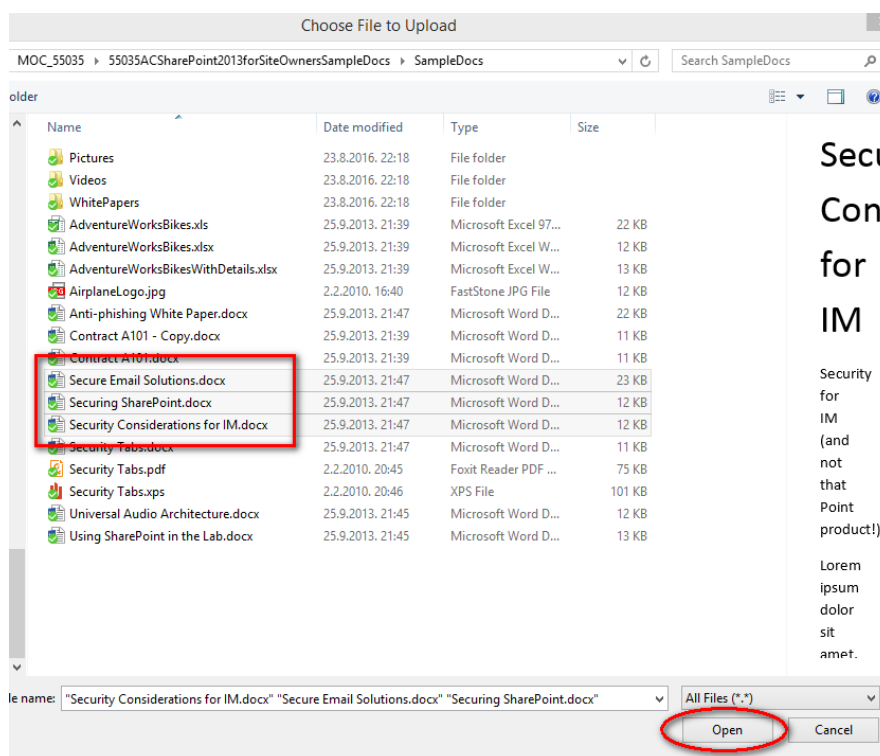 Choose File to Upload
MOC_55035 55035ACSharePoint2013forSiteOwnersSampleDocs SampleDocs Search SampleDocs
older
Name Date modified Type Size
Pictures 23.8.2016. 22:18 File folder
Videos 23.8.2016. 22:18 File folder
WhitePapers 23.8.2016. 22:18 File folder
AdventureWorksBikes.xls 25.9.2013. 21:39 Microsoft Excel 97... 22 KB
AdventureWorksBikes.xlsx 25.9.2013. 21:39 Microsoft Excel W... 12 KB
AdventureWorksBikesWithDetails.xlsx 25.9.2013. 21:39 Microsoft Excel W... 13 KB
AirplaneLogo.jpg 2.2.2010. 16:40 FastStone JPG File 12 KB
Anti-phishing White Paper.docx 25.9.2013. 21:47 Microsoft Word D... 22 KB
Contract A101 - Copy.docx 25.9.2013. 21:39 Microsoft Word D... 11 KB
Contract A101.docx 25.9.2013. 21:39 Microsoft Word D... 11 KB
Secure Email Solutions.docx 25.9.2013. 21:47 Microsoft Word D... 23 KB
Securing SharePoint.docx 25.9.2013. 21:47 Microsoft Word D... 12 KB
Security Considerations for IM.docx 25.9.2013. 21:47 Microsoft Word D... 12 KB
Security Tabs.docx 25.9.2013. 21:47 Microsoft Word D... 11 KB
Security Tabs.pdf 2.2.2010. 20:45 Foxit Reader PDF ... 75 KB
Security Tabs.xps 2.2.2010. 20:46 XPS File 101 KB
Universal Audio Architecture.docx 25.9.2013. 21:45 Microsoft Word D... 12 KB
Using SharePoint in the Lab.docx 25.9.2013. 21:45 Microsoft Word D... 13 KB
Secu
Con
for
IM
Security
for
IM
(and
not
that
Point
product!)
Lorem
ipsum
dolor
sit
amet.
le name: "Security Considerations for IM.docx" "Secure Email Solutions.docx" "Securing SharePoint.docx" All Files (*.*)
Open Cancel